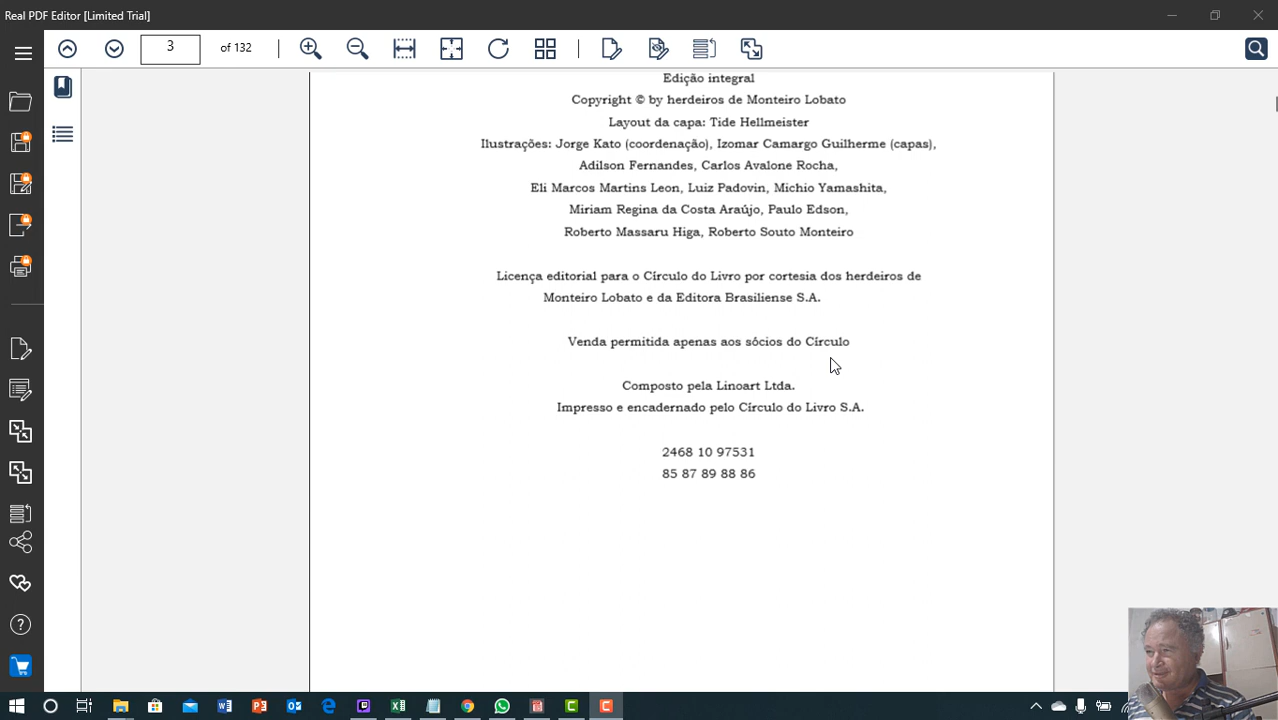 Real PDF Editor [Limited Trial]
3 of 132
Edição integral
Copyright © by herdeiros de Monteiro Lobato
Layout da capa: Tide Hellmeister
Ilustrações: Jorge Kato (coordenação), Izomar Camargo Guilherme (capas),
Adilson Fernandes, Carlos Avalone Rocha,
Eli Marcos Martins Leon, Luiz Padovin, Michio Yamashita,
Miriam Regina da Costa Araújo, Paulo Edson,
Roberto Massaru Higa, Roberto Souto Monteiro
Licença editorial para o Círculo do Livro por cortesia dos herdeiros de
Monteiro Lobato e da Editora Brasiliense S.A.
Venda permitida apenas aos sócios do Círculo
Composto pela Linoart Ltda.
Impresso e encadernado pelo Círculo do Livro S.A.
2468 10 97531
85 87 89 88 86